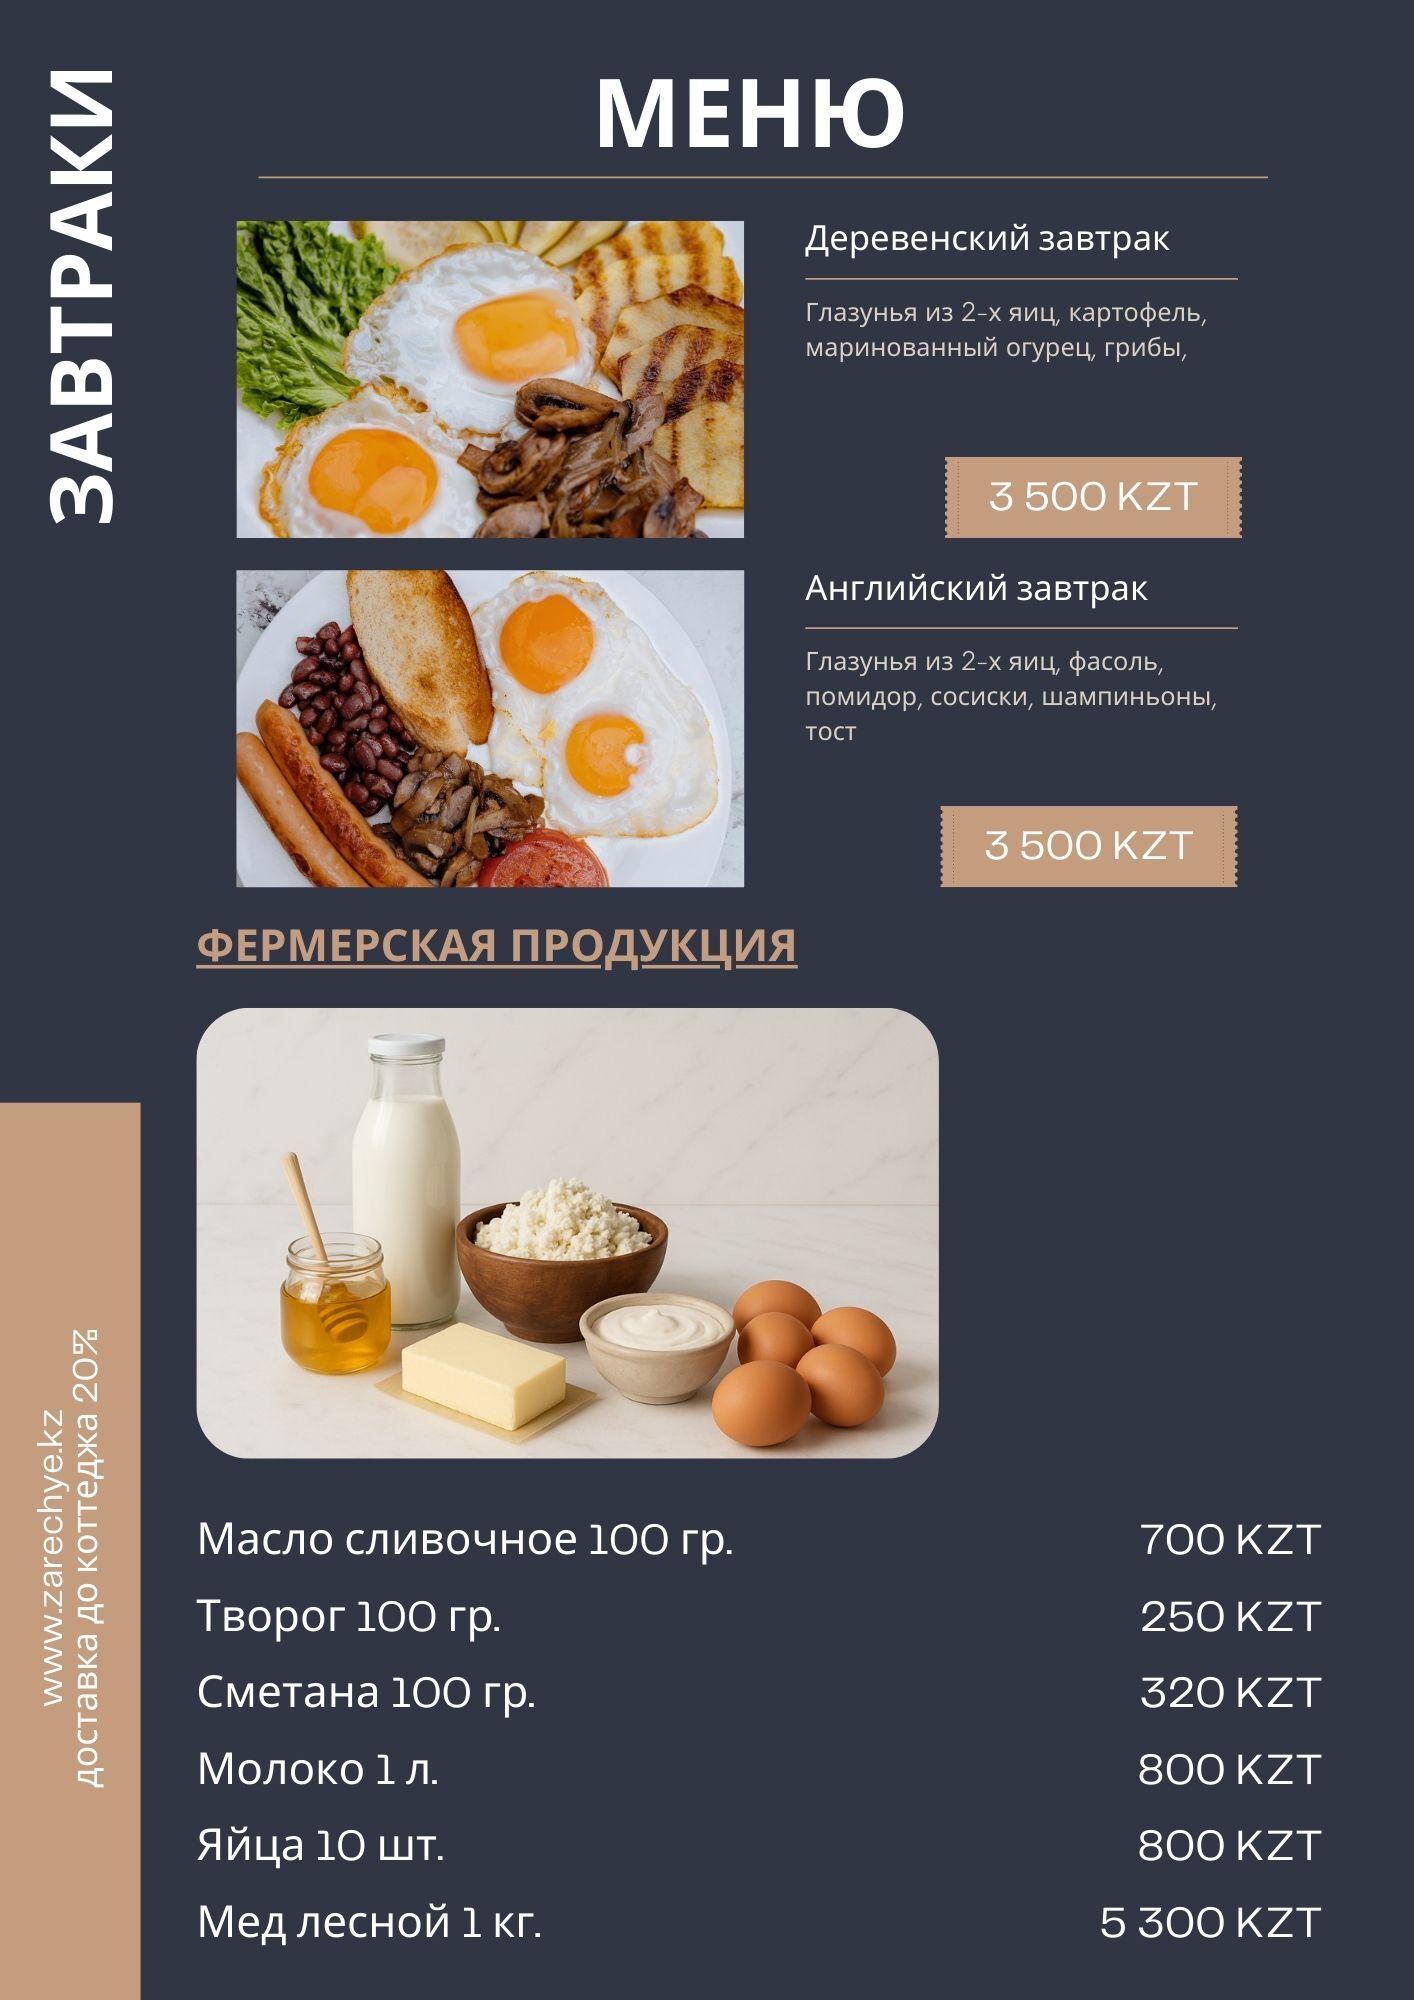 ЗАВТРАКИ
МЕНЮ
Деревенский завтрак
Глазунья из 2-х яиц, картофель,
маринованный огурец, грибы,
3 500 KZT
Английский завтрак
Глазунья из 2-х яиц, фасоль,
помидор, сосиски, шампиньоны,
тост
3 500 KZT
ФЕРМЕРСКАЯ ПРОДУКЦИЯ
Масло сливочное 100 гр. 700 KZT
Творог 100 гр. 250 KZT
Сметана 100 гр. 320 KZT
Молоко 1 л. 800 KZT
Яйца 10 шт. 800 KZT
Мед лесной 1 кг. 5 300 KZT
www.zarechye.kz
доставка до коттеджа 20%